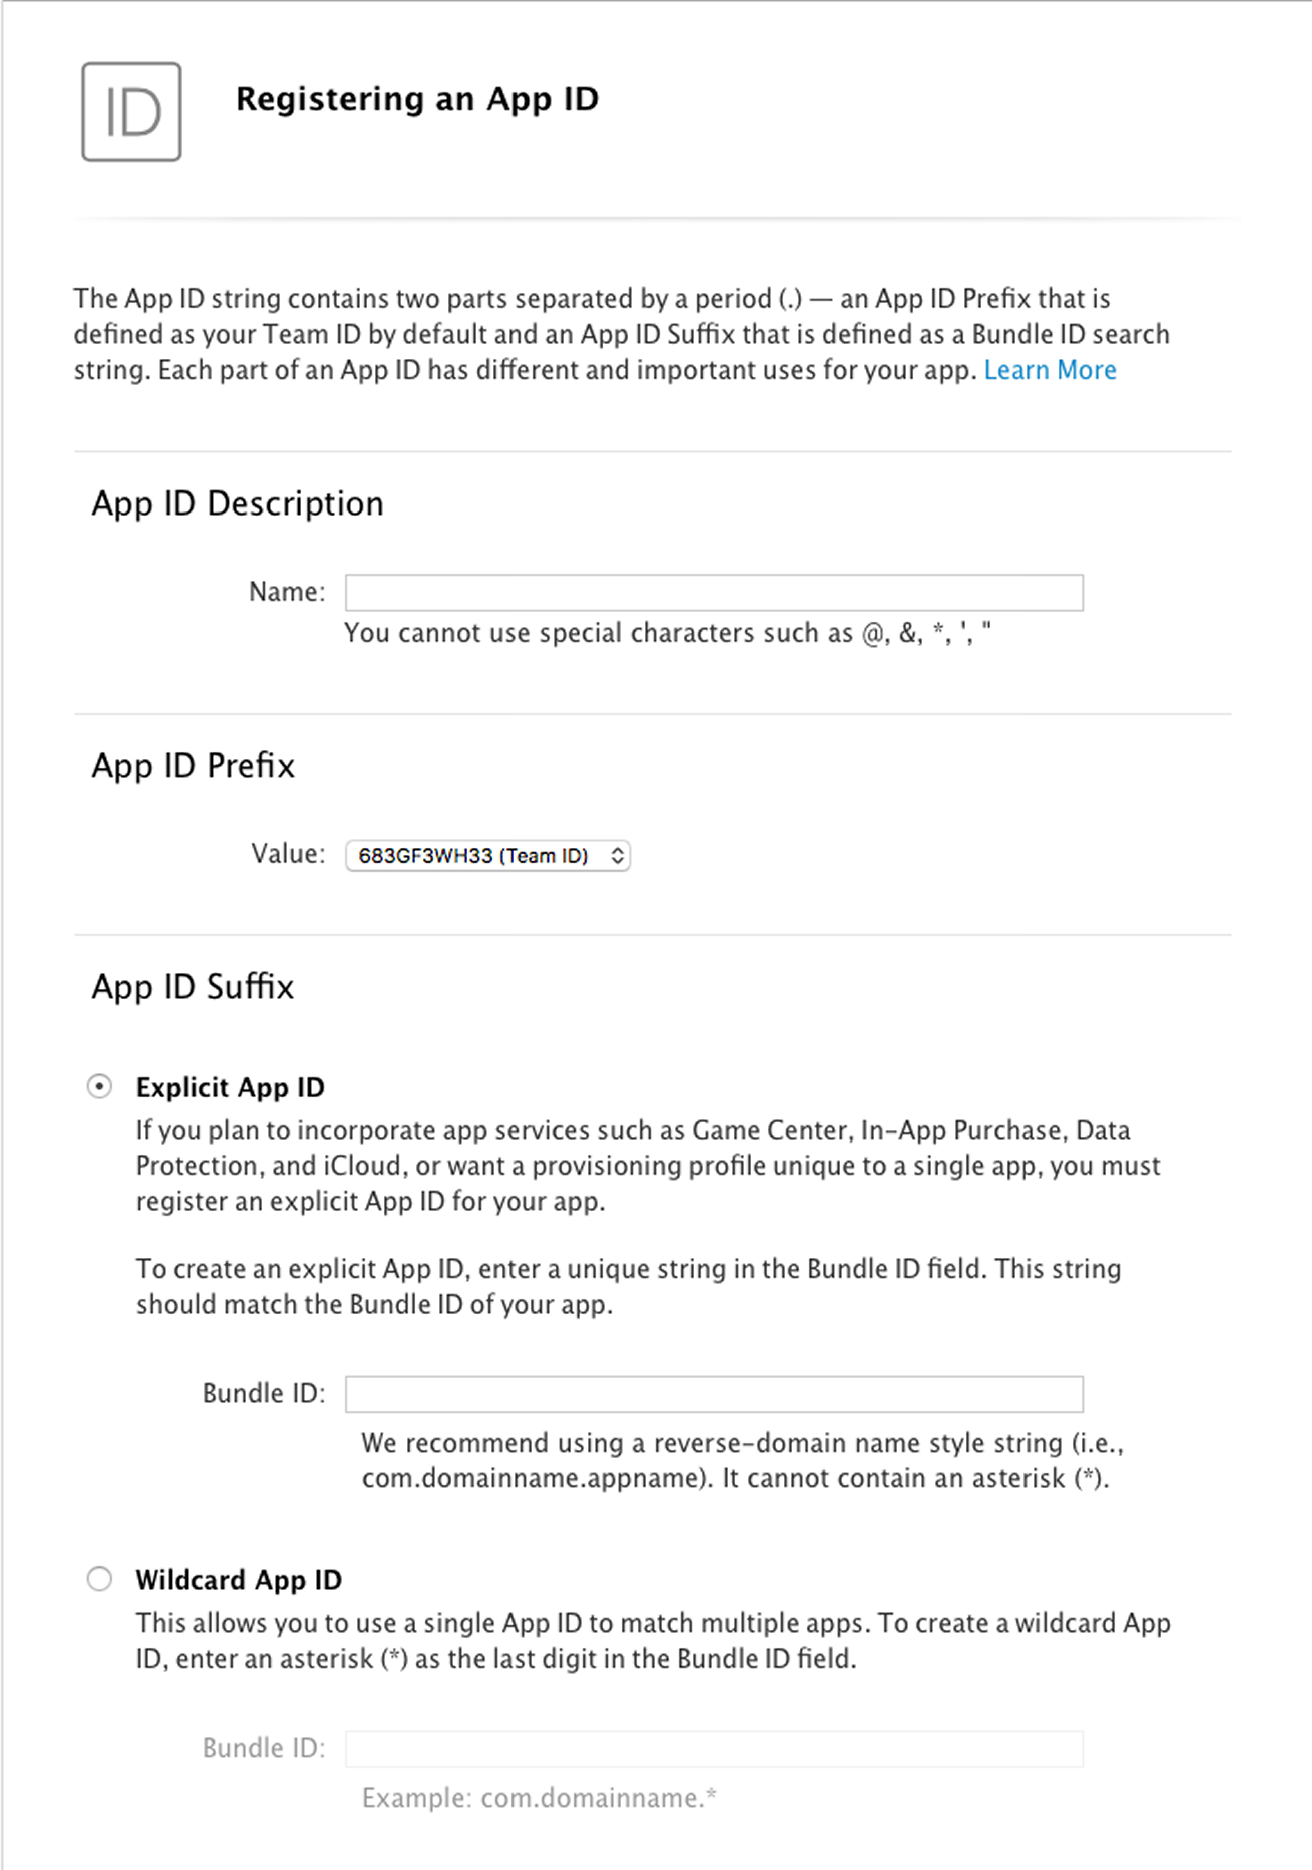 ID
Registering an App ID
The App ID string contains two parts separated by a period (.) — an App ID Prefix that is
defined as your Team ID by default and an App ID Suffix that is defined as a Bundle ID search
string. Each part of an App ID has different and important uses for your app. Learn More
App ID Description
Name:
You cannot use special characters such as @, &, *, ', "
App ID Prefix
Value: 683GF3WH33 (Team ID)
App ID Suffix
Explicit App ID
If you plan to incorporate app services such as Game Center, In-App Purchase, Data
Protection, and iCloud, or want a provisioning profile unique to a single app, you must
register an explicit App ID for your app.
To create an explicit App ID, enter a unique string in the Bundle ID field. This string
should match the Bundle ID of your app.
Bundle ID:
We recommend using a reverse-domain name style string (i.e.,
com.domainname.appname). It cannot contain an asterisk (*).
Wildcard App ID
This allows you to use a single App ID to match multiple apps. To create a wildcard App
ID, enter an asterisk (*) as the last digit in the Bundle ID field.
Bundle ID:
Example: com.domainname.*